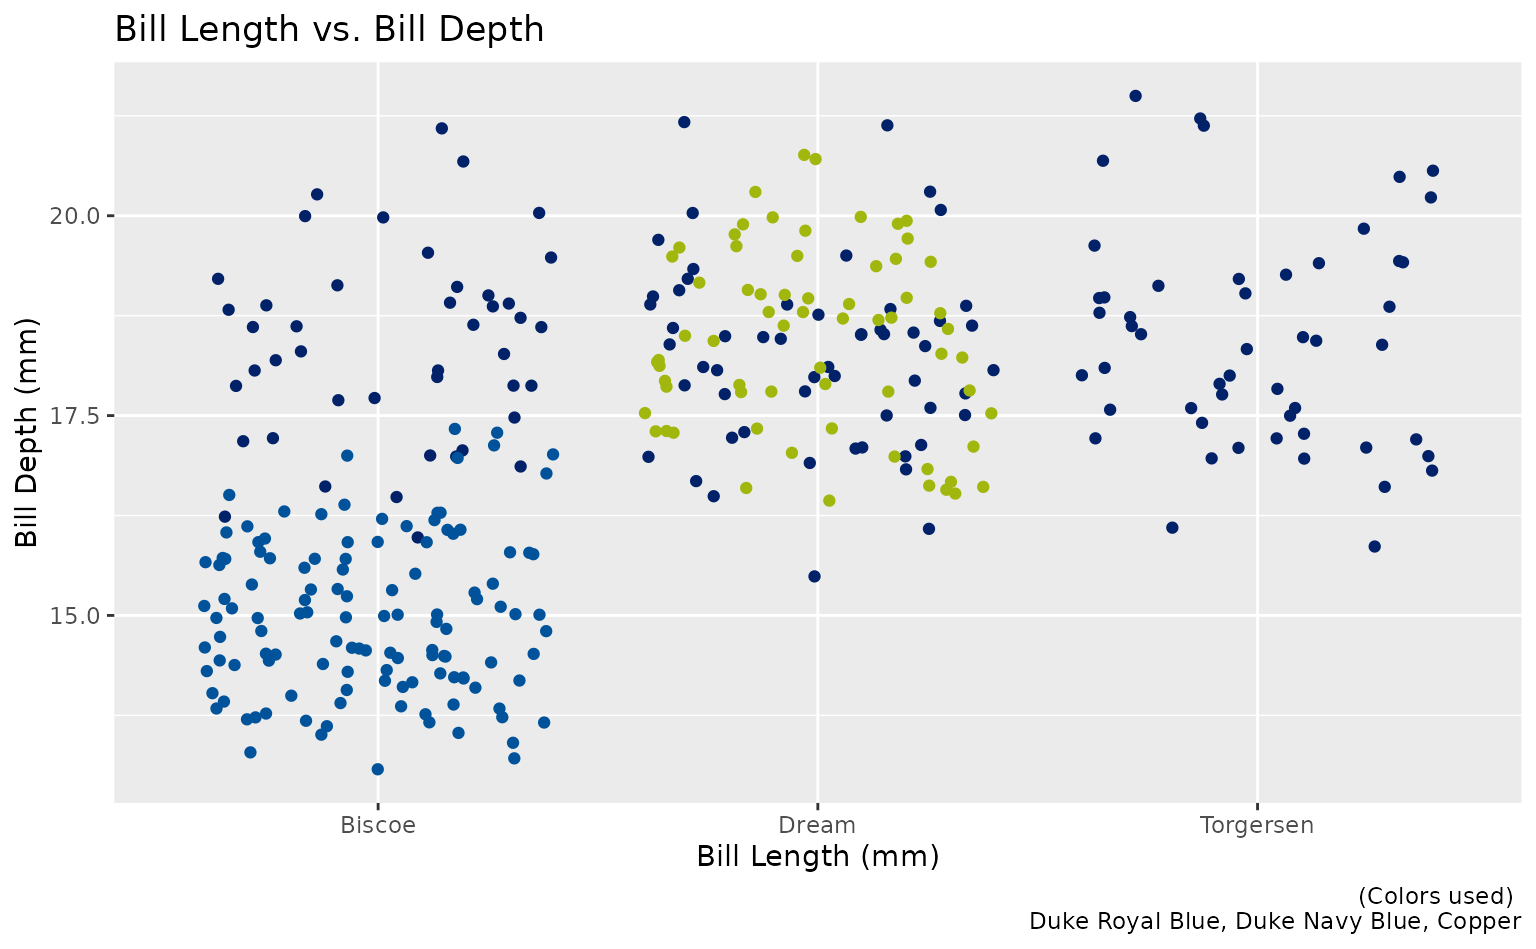 Bill Length vs. Bill Depth
Bill Depth (mm)
20.0
17.5
15.0
Biscoe
Dream
Torgersen
Bill Length (mm)
(Colors used)
Duke Royal Blue, Duke Navy Blue, Copper